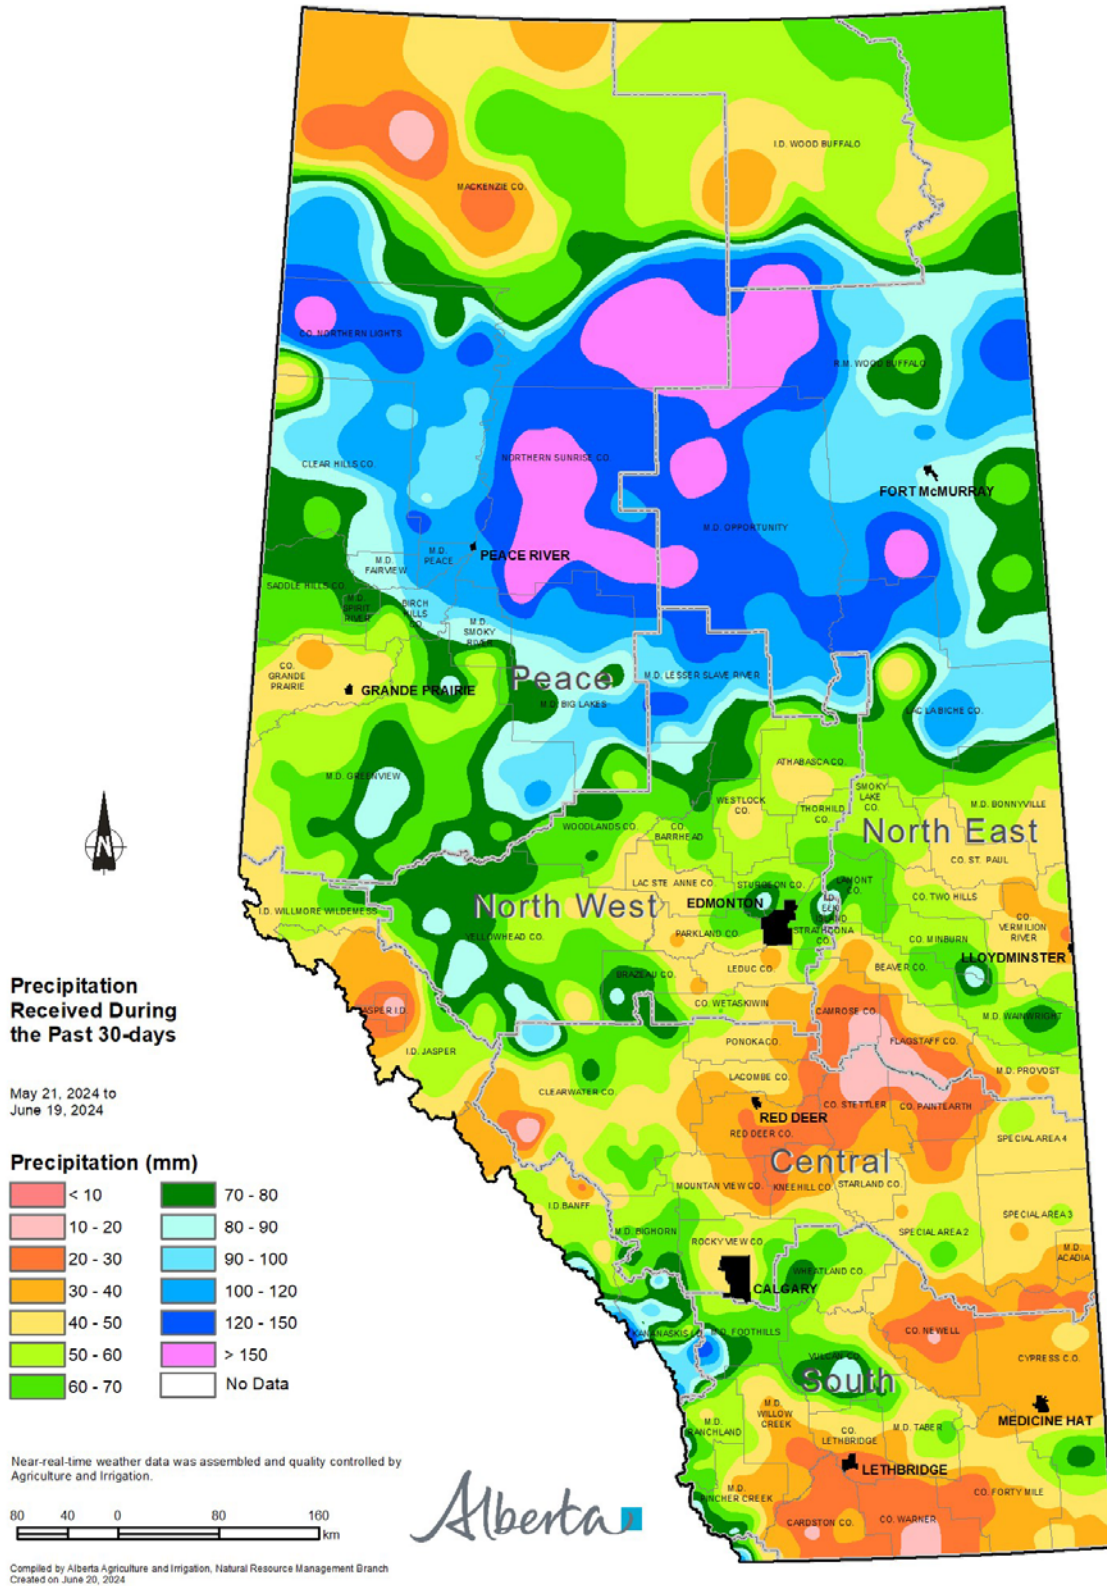 I.D. WOOD BUFFALO
MACKENZIE CO.
CO. NORTHERN LIGHTS
R.M. WOOD BUFFALO
CLEAR HILLS CO.
NORTHERN SUNRISE CO.
FORT McMURRAY
M.D. OPPORTUNITY
M.D.
PEACE
PEACE RIVER
M.D.
FAIRVIEW
SADDLE HILLS CO.
M.D.
SPIRIT
RIVER
BIRCH
HILLS
CO
M.D.
SMOKY
RIVER
CO.
GRANDE
PRAIRIE
GRANDE PRAIRIE
Peace
M.D. LESSER SLAVE RIVER
M.D. BIG LAKES
LAC LA BICHE CO.
M.D. GREENVIEW
ATHABASCA CO.
SMOKY
LAKE
CO.
M.D. BONNYVILLE
WESTLOCK
CO.
THORHILD
CO.
WOODLANDS CO.
CO.
BARRHEAD
North East
CO. ST. PAUL
N
LAC STE ANNE CO.
STURGEON CO.
LAMONT
CO.
CO. TWO HILLS
North West
EDMONTON
I.D.
ELK
ISLAND
I.D. WILLMORE WILDERNESS
PARKLAND CO.
STRATHCONA
CO.
CO.
VERMILION
RIVER
YELLOWHEAD CO.
CO. MINBURN
LLOYDMINSTER
BRAZEAU CO.
LEDUC CO.
BEAVER CO.
Precipitation
Received During
the Past 30-days
JASPER I.D.
CO. WETASKIWIN
CAMROSE CO.
M.D. WAINWRIGHT
I.D. JASPER
PONOKA CO.
FLAGSTAFF CO.
M.D. PROVOST
May 21, 2024 to
June 19, 2024
CLEARWATER CO.
LACOMBE CO.
CO. STETTLER
CO. PAINTEARTH
RED DEER
RED DEER CO.
SPECIAL AREA 4
Central
MOUNTAIN VIEW CO.
KNEEHILL CO.
STARLAND CO.
I.D. BANFF
SPECIAL AREA 3
M.D. BIGHORN
SPECIAL AREA 2
ROCKY VIEW CO
M.D.
ACADIA
WHEATLAND CO.
CALGARY
KANANASKIS I.D.
M.D. FOOTHILLS
CO. NEWELL
VULCAN CO.
CYPRESS CO.
South
M.D.
WILLOW
CREEK
M.D.
RANCHLAND
CO.
LETHBRIDGE
M.D. TABER
MEDICINE HAT
LETHBRIDGE
M.D.
PINCHER CREEK
CO. FORTY MILE
CARDSTON CO.
CO. WARNER
Precipitation (mm)
< 10
10 - 20
20 - 30
30 - 40
40 - 50
50 - 60
60 - 70
70 - 80
80 - 90
90 - 100
100 - 120
120 - 150
> 150
No Data
Near-real-time weather data was assembled and quality controlled by
Agriculture and Irrigation.
80 40 0 80 160
km
Alberta
Compiled by Alberta Agriculture and Irrigation, Natural Resource Management Branch
Created on June 20, 2024